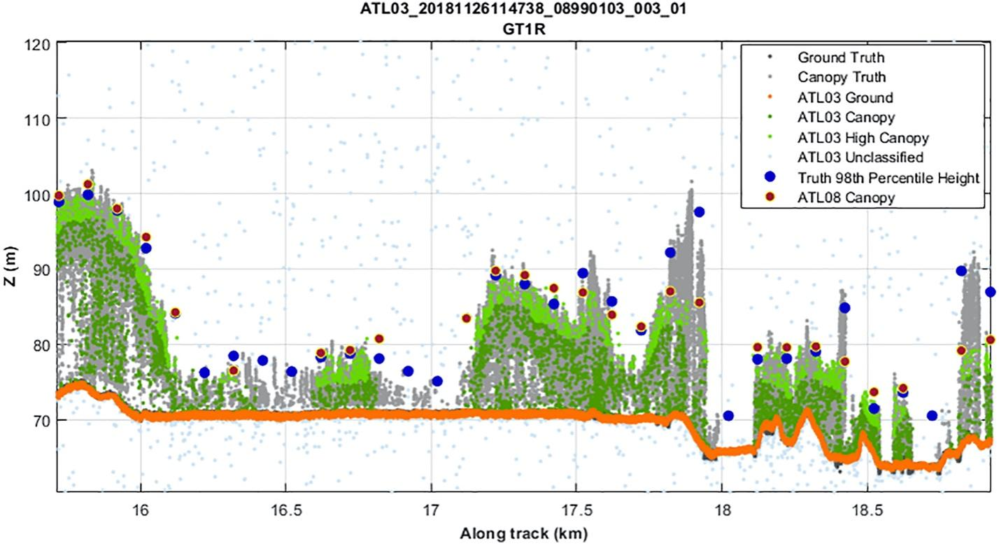 ATL03_20181126114738_08990103_003_01
GT1R
120
110
100
90
80
70
Z (m)
16
16.5
17
17.5
18
18.5
Along track (km)
Ground Truth
Canopy Truth
ATL03 Ground
ATL03 Canopy
ATL03 High Canopy
ATL03 Unclassified
Truth 98th Percentile Height
ATL08 Canopy